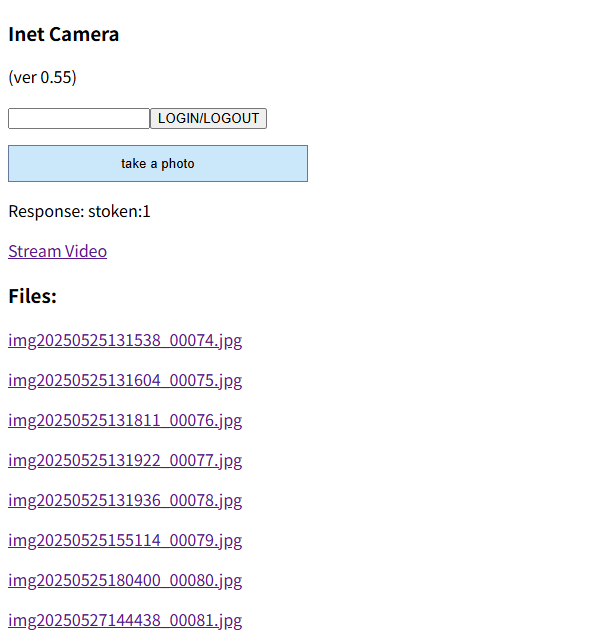 Inet Camera
(ver 0.55)
LOGIN/LOGOUT
take a photo
Response: stoken:1
Stream Video
Files:
img20250525131538_00074.jpg
img20250525131604_00075.jpg
img20250525131811_00076.jpg
img20250525131922_00077.jpg
img20250525131936_00078.jpg
img20250525155114_00079.jpg
img20250525180400_00080.jpg
img20250527144438_00081.jpg